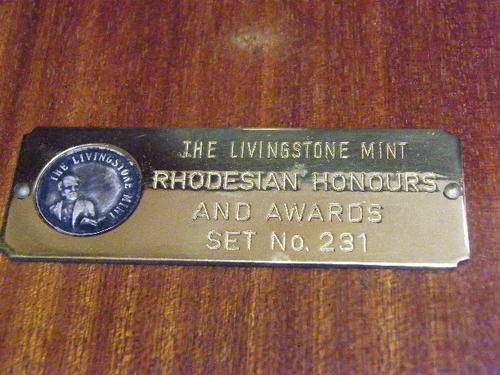 THE LIVINGSTONE MINT
THE LIVINGSTONE MINT
RHODESIAN HONOURS
AND AWARDS
SET No. 231